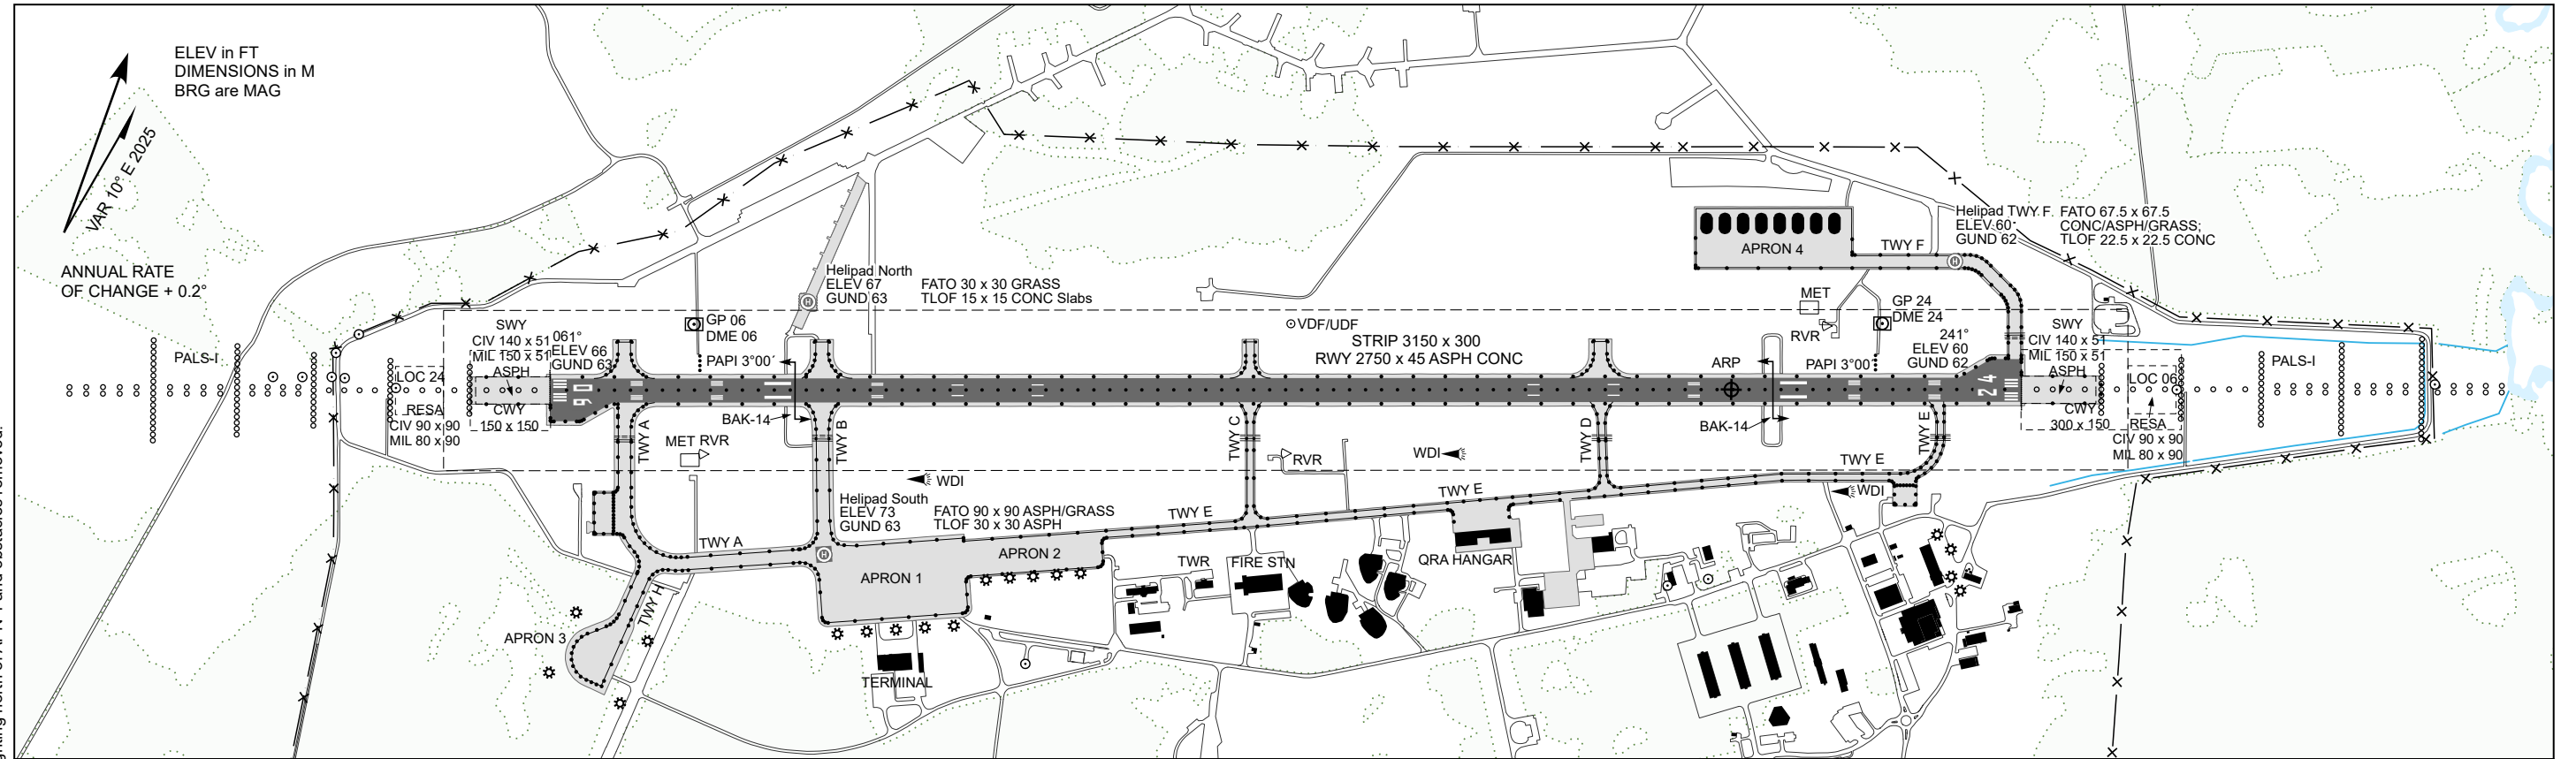 ELEV in FT
DIMENSIONS in M
BRG are MAG
VAR 10° E 2025
ANNUAL RATE
OF CHANGE + 0.2°
PALS-I
LOC 24
RESA
CIV 90 x 90
MIL 80 x 90
SWY
CIV 140 x 51
MIL 150 x 51
ASPH
CWY
150 x 150
061°
ELEV 66
GUND 63
06
GP 06
DME 06
PAPI 3°00´
BAK-14
Helipad North
ELEV 67
GUND 63
FATO 30 x 30 GRASS
TLOF 15 x 15 CONC Slabs
H
VDF/UDF
STRIP 3150 x 300
RWY 2750 x 45 ASPH CONC
APRON 4
TWY F
H
Helipad TWY F.
ELEV 60
GUND 62
FATO 67.5 x 67.5
CONC/ASPH/GRASS;
TLOF 22.5 x 22.5 CONC
MET
RVR
GP 24
DME 24
241°
ELEV 60
GUND 62
ARP
PAPI 3°00
BAK-14
24
SWY
CIV 140 x 51
MIL 150 x 51
ASPH
CWY
300 x 150
LOC 06
RESA
CIV 90 x 90
MIL 80 x 90
PALS-I
TWY A
MET RVR
TWY B
TWY C
TWY D
TWY E
RVR
WDI
WDI
WDI
TWY E
TWY E
TWY E
Helipad South
ELEV 73
GUND 63
FATO 90 x 90 ASPH/GRASS
TLOF 30 x 30 ASPH
H
TWY A
TWY H
APRON 1
APRON 2
APRON 3
TWR
FIRE STN
QRA HANGAR
TERMINAL